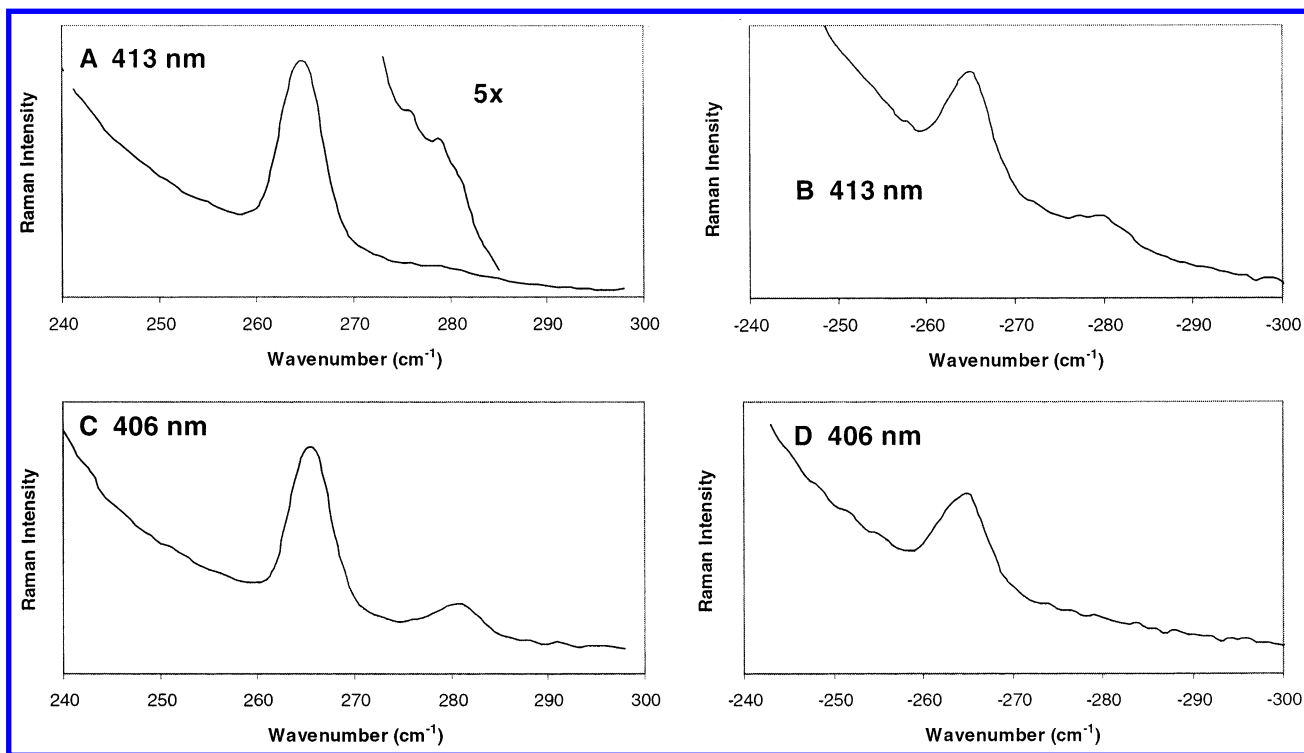 A 413 nm
5x
Raman Intensity
240 250 260 270 280 290 300
Wavenumber (cm-1)
B 413 nm
Raman Inensity
-240 -250 -260 -270 -280 -290 -300
Wavenumber (cm-1)
C 406 nm
Raman Intensity
240 250 260 270 280 290 300
Wavenumber (cm-1)
D 406 nm
Raman Intensity
-240 -250 -260 -270 -280 -290 -300
Wavenumber (cm-1)